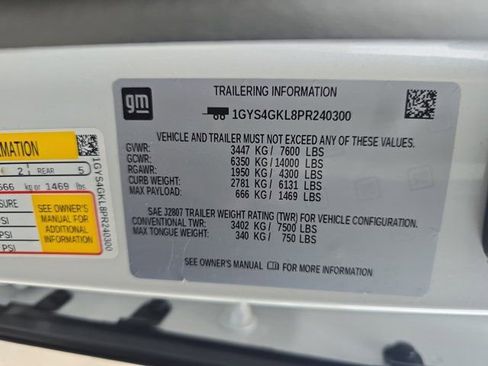 gm
TRAILERING INFORMATION
1GYS4GKL8PR240300
VEHICLE AND TRAILER MUST NOT EXCEED ANY OF THESE VALUES.
GVWR: 3447 KG / 7600 LBS
GCWR: 6350 KG / 14000 LBS
RGAWR: 1950 KG / 4300 LBS
CURB WEIGHT: 2781 KG / 6131 LBS
MAX PAYLOAD: 666 KG / 1469 LBS
SAE J2807 TRAILER WEIGHT RATING (TWR) FOR VEHICLE CONFIGURATION.
CONVENTIONAL TWR: 3402 KG / 7500 LBS
MAX TONGUE WEIGHT: 340 KG / 750 LBS
SEE OWNER'S MANUAL FOR MORE INFORMATION
2 REAR 5
kg or 1469 lbs
SEE OWNER'S
MANUAL FOR
ADDITIONAL
INFORMATION
PSI
PSI
PSI
1GYS4GKL8PR240300